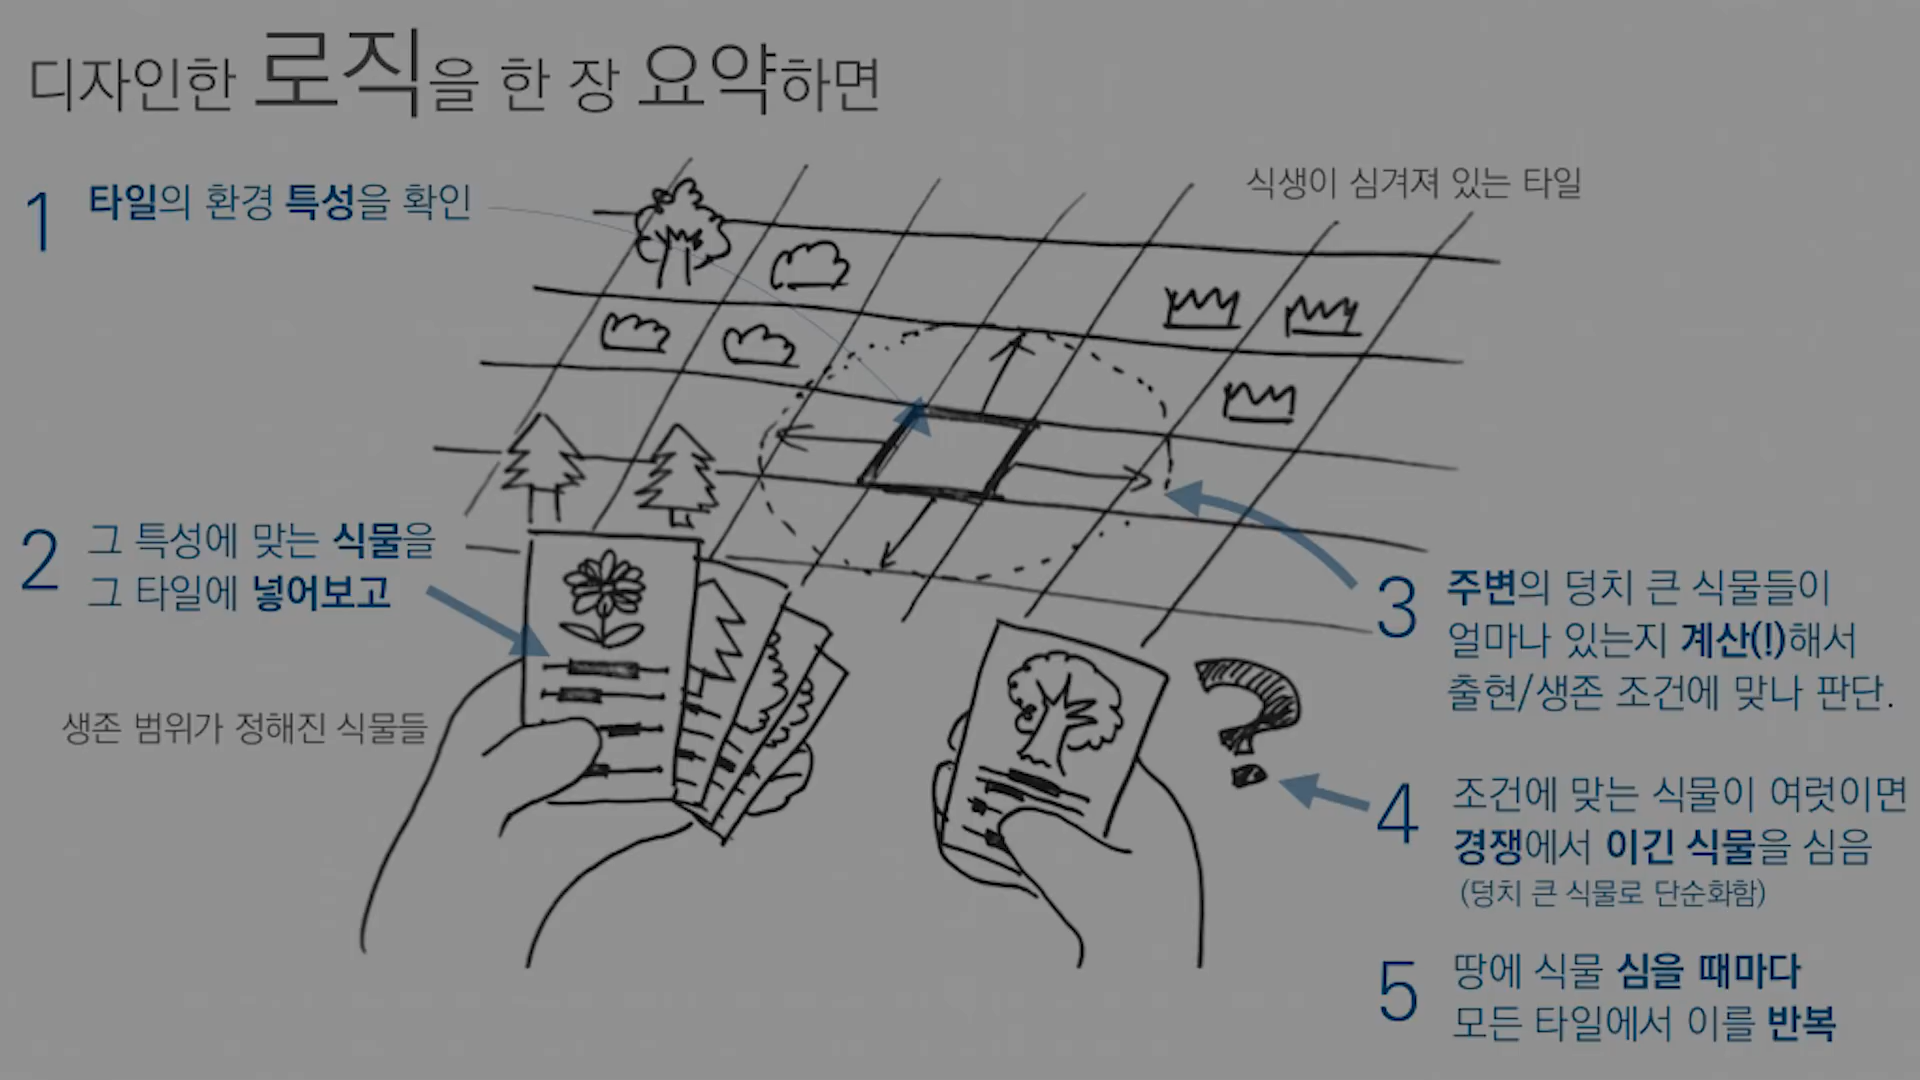 디자인한 로직을 한 장 요약하면
식생이 심겨져 있는 타일
1 타일의 환경 특성을 확인
2 그 특성에 맞는 식물을
그 타일에 넣어보고
생존 범위가 정해진 식물들
3 주변의 덩치 큰 식물들이
얼마나 있는지 계산(!)해서
출현/생존 조건에 맞나 판단.
4 조건에 맞는 식물이 여럿이면
경쟁에서 이긴 식물을 심음
(덩치 큰 식물로 단순화함)
5 땅에 식물 심을 때마다
모든 타일에서 이를 반복
?